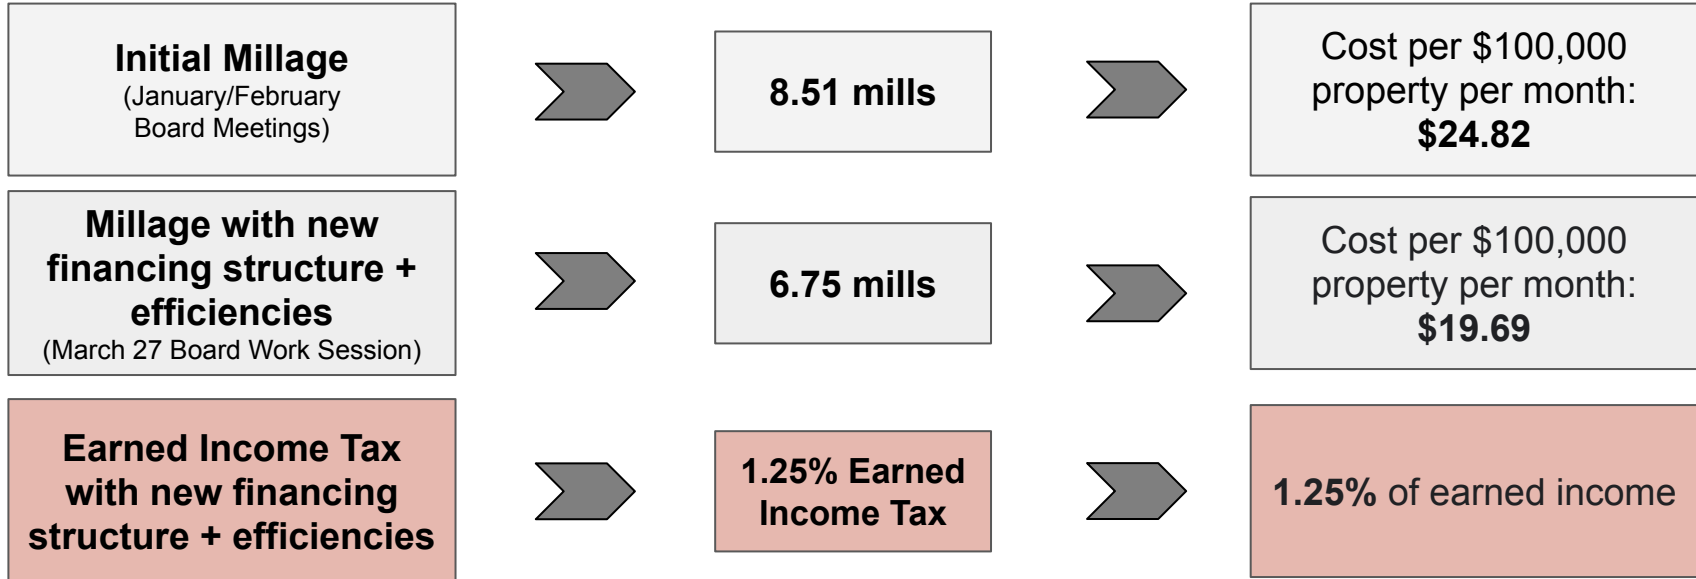 Initial Millage
(January/February
Board Meetings)
8.51 mills
Cost per $100,000
property per month:
$24.82
Millage with new
financing structure +
efficiencies
(March 27 Board Work Session)
6.75 mills
Cost per $100,000
property per month:
$19.69
Earned Income Tax
with new financing
structure + efficiencies
1.25% Earned
Income Tax
1.25% of earned income